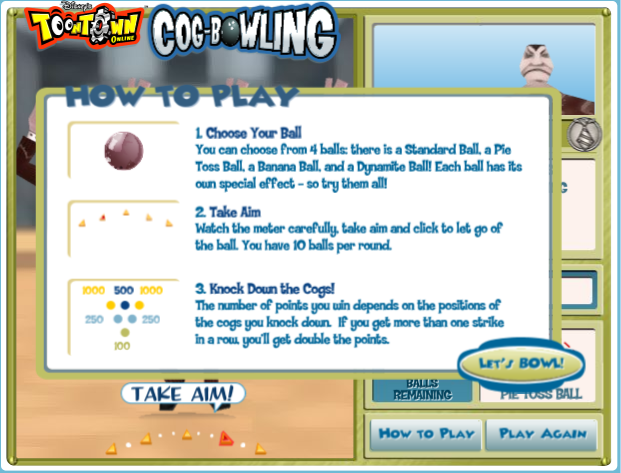 Disney's
TOONTOWN
ONLINE
COG-BOWLING
HOW TO PLAY
1. Choose Your Ball
You can choose from 4 balls: there is a Standard Ball, a Pie
Toss Ball, a Banana Ball, and a Dynamite Ball! Each ball has its
own special effect - so try them all!
2. Take Aim
Watch the meter carefully, take aim and click to let go of
the ball. You have 10 balls per round.
3. Knock Down the Cogs!
1000 500 1000
250 250
100
The number of points you win depends on the positions of
the cogs you knock down. If you get more than one strike
in a row, you'll get double the points.
LET'S BOWL!
TAKE AIM!
BALLS
REMAINING
PIE TOSS BALL
HOW TO PLAY
PLAY AGAIN